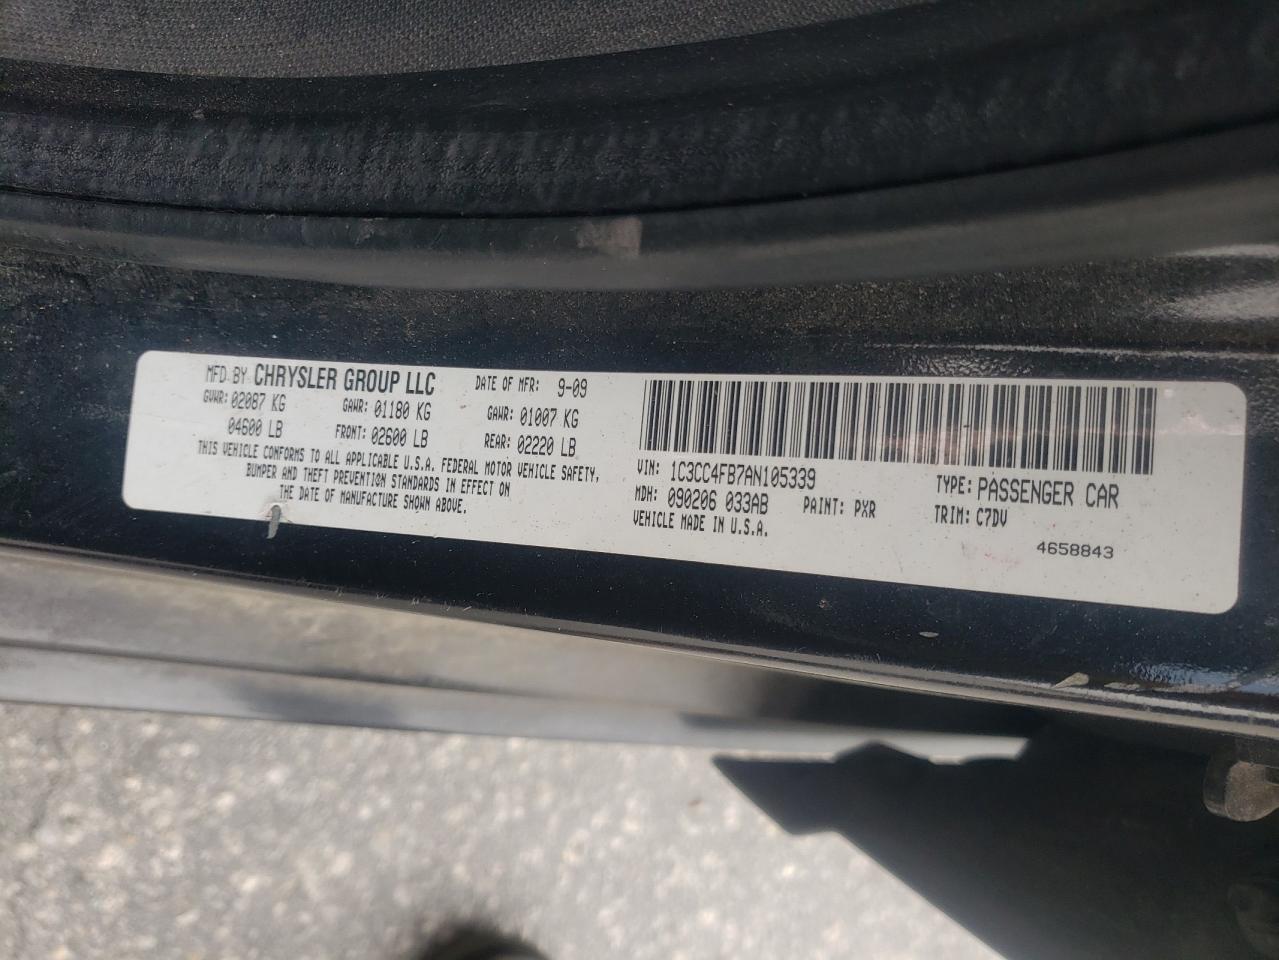 MFD BY CHRYSLER GROUP LLC DATE OF MFR: 9-09
GVWR: 02087 KG GAWR: 01180 KG GAWR: 01007 KG
04600 LB FRONT: 02600 LB REAR: 02220 LB
THIS VEHICLE CONFORMS TO ALL APPLICABLE U.S.A. FEDERAL MOTOR VEHICLE SAFETY,
BUMPER AND THEFT PREVENTION STANDARDS IN EFFECT ON
THE DATE OF MANUFACTURE SHOWN ABOVE.
VIN: 1C3CC4FB7AN105339 TYPE: PASSENGER CAR
MDH: 090206 033AB PAINT: PXR TRIM: C7DV
VEHICLE MADE IN U.S.A.
4658843